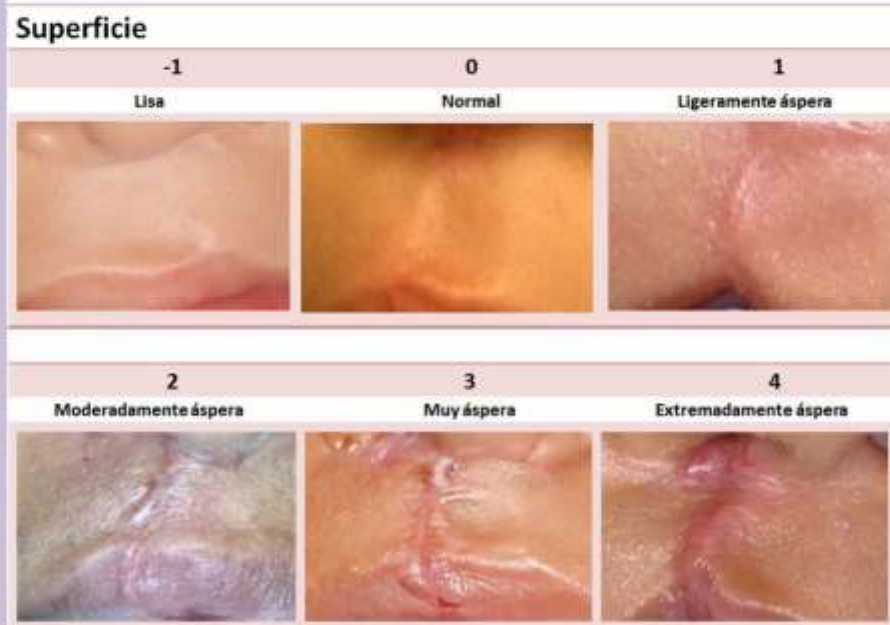 Superficie
-1 0 1
Lisa Normal Ligeramente áspera
2 3 4
Moderadamente áspera Muy áspera Extremadamente áspera